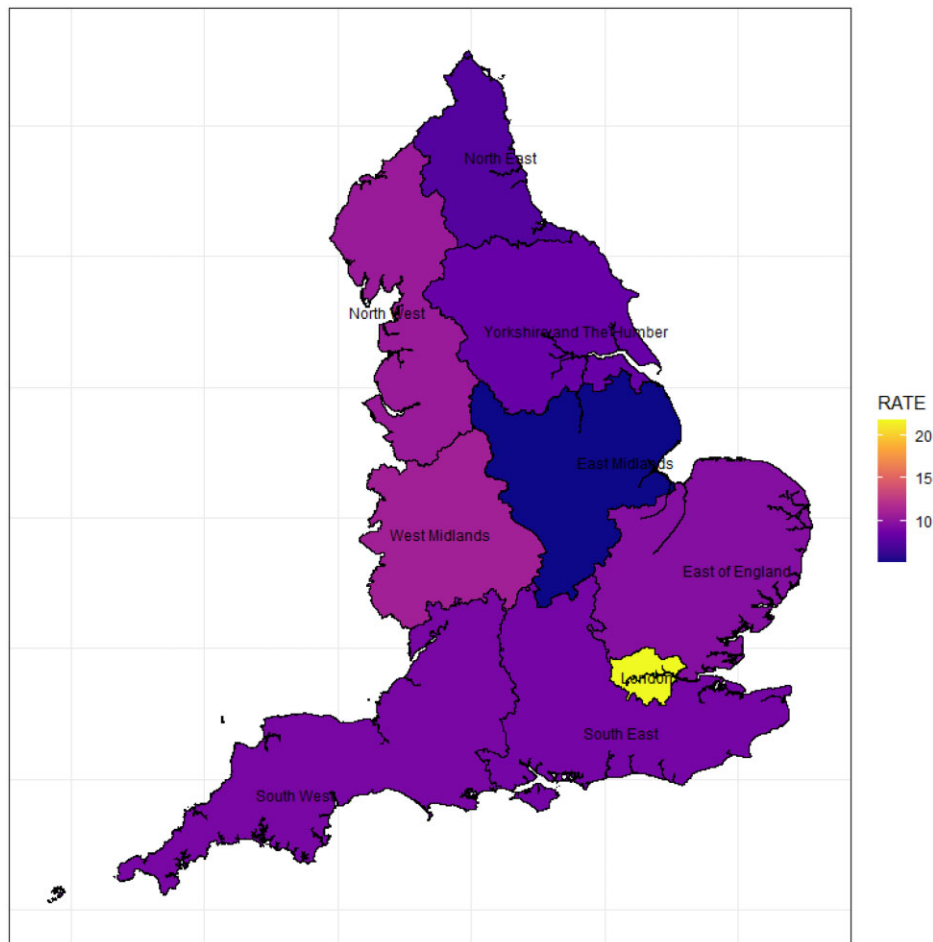 North East
North West
Yorkshire and The Humber
RATE
20
East Midlands
15
10
West Midlands
East of England
London
South East
South West